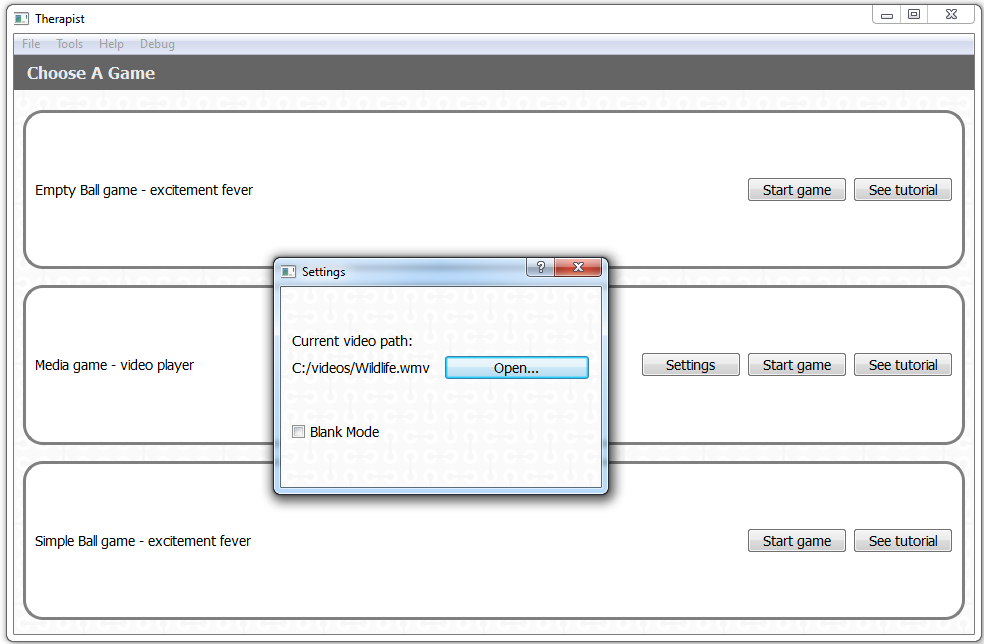 Therapist
File Tools Help Debug
Choose A Game
Empty Ball game - excitement fever
Start game
See tutorial
Settings
?
Current video path:
C:/videos/Wildlife.wmv
Open...
Blank Mode
Media game - video player
Settings
Start game
See tutorial
Simple Ball game - excitement fever
Start game
See tutorial